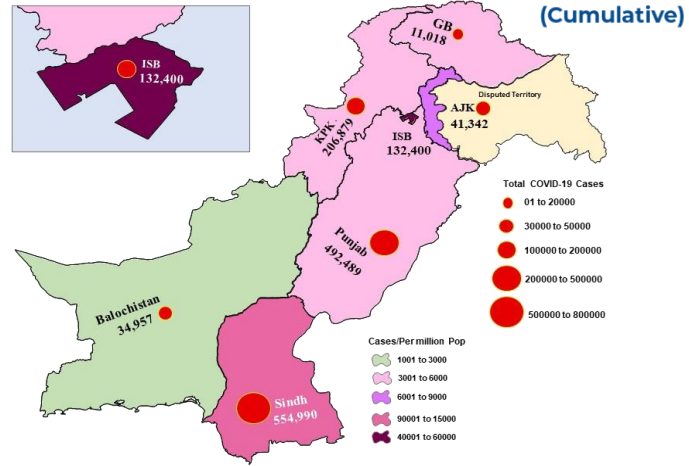 (Cumulative)
ISB
132,400
GB
11,018
Disputed Territory
AJK
41,342
KPK
206,879
ISB
132,400
Punjab
492,489
Balochistan
34,957
Sindh
554,990
Total COVID-19 Cases
01 to 20000
30000 to 50000
100000 to 200000
200000 to 500000
500000 to 800000
Cases/Permillion Pop
1001 to 3000
3001 to 6000
6001 to 9000
90001 to 15000
40001 to 60000